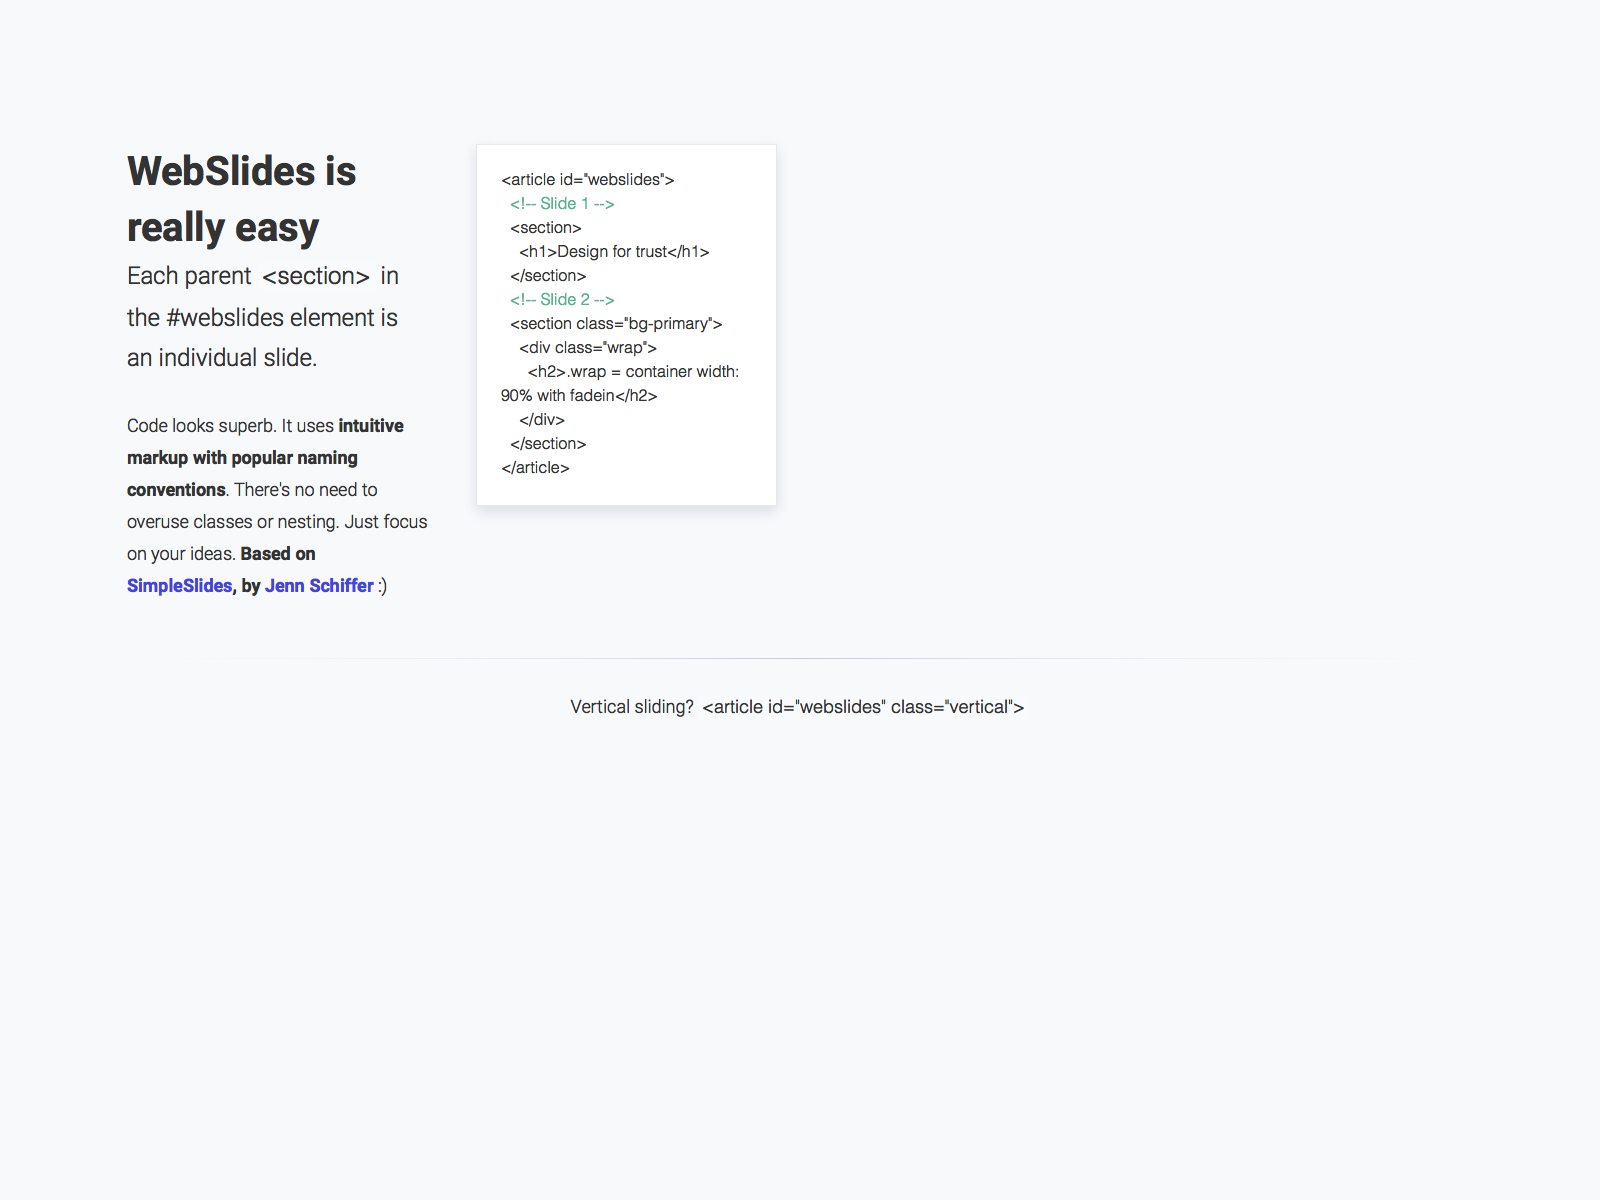 WebSlides is
really easy
Each parent <section> in
the #webslides element is
an individual slide.
Code looks superb. It uses intuitive
markup with popular naming
conventions. There's no need to
overuse classes or nesting. Just focus
on your ideas. Based on
SimpleSlides, by Jenn Schiffer :)
<article id="webslides">
<!-- Slide 1 -->
<section>
<h1>Design for trust</h1>
</section>
<!-- Slide 2 -->
<section class="bg-primary">
<div class="wrap">
<h2>.wrap = container width:
90% with fadein</h2>
</div>
</section>
</article>
Vertical sliding? <article id="webslides" class="vertical">